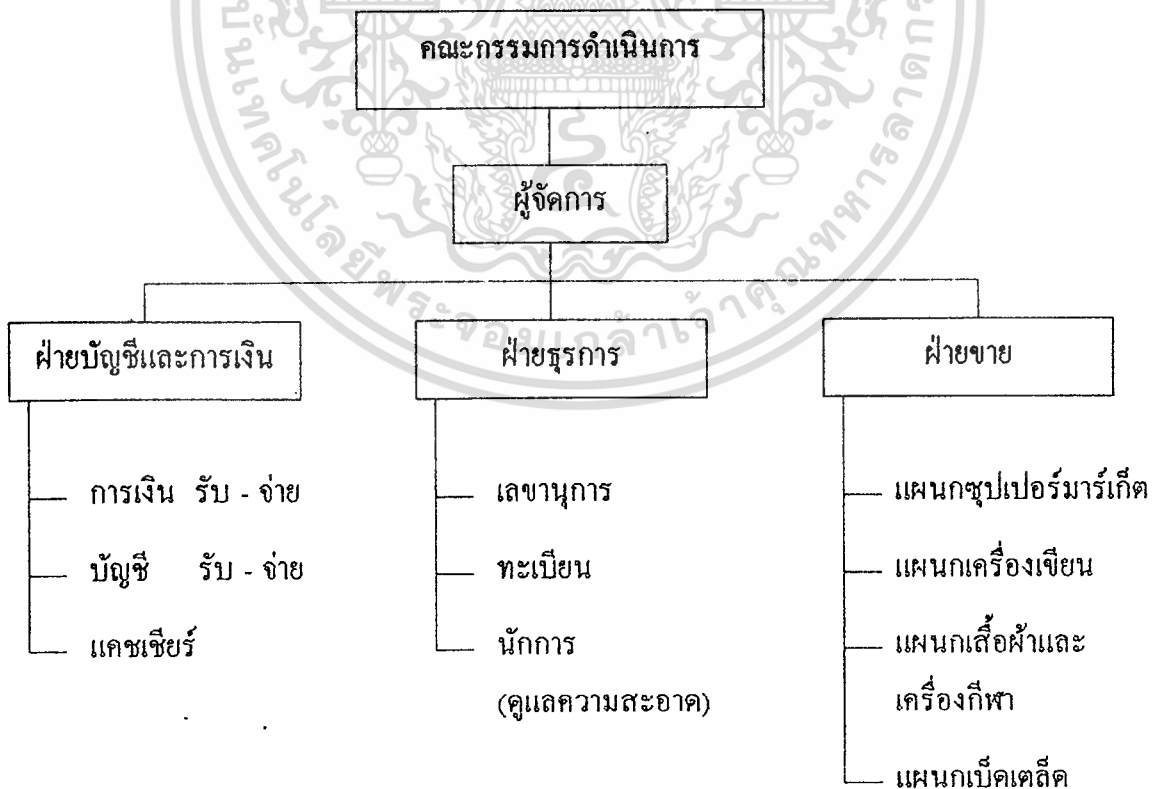 คณะกรรมการดำเนินการ
ผู้จัดการ
ฝ่ายบัญชีและการเงิน
การเงิน รับ - จ่าย
บัญชี รับ - จ่าย
แคชเชียร์
ฝ่ายธุรการ
เลขานุการ
ทะเบียน
นักการ
(ดูแลความสะอาด)
ฝ่ายขาย
แผนกซุปเปอร์มาร์เก็ต
แผนกเครื่องเขียน
แผนกเสื้อผ้าและ
เครื่องกีฬา
แผนกเบ็ดเตล็ด